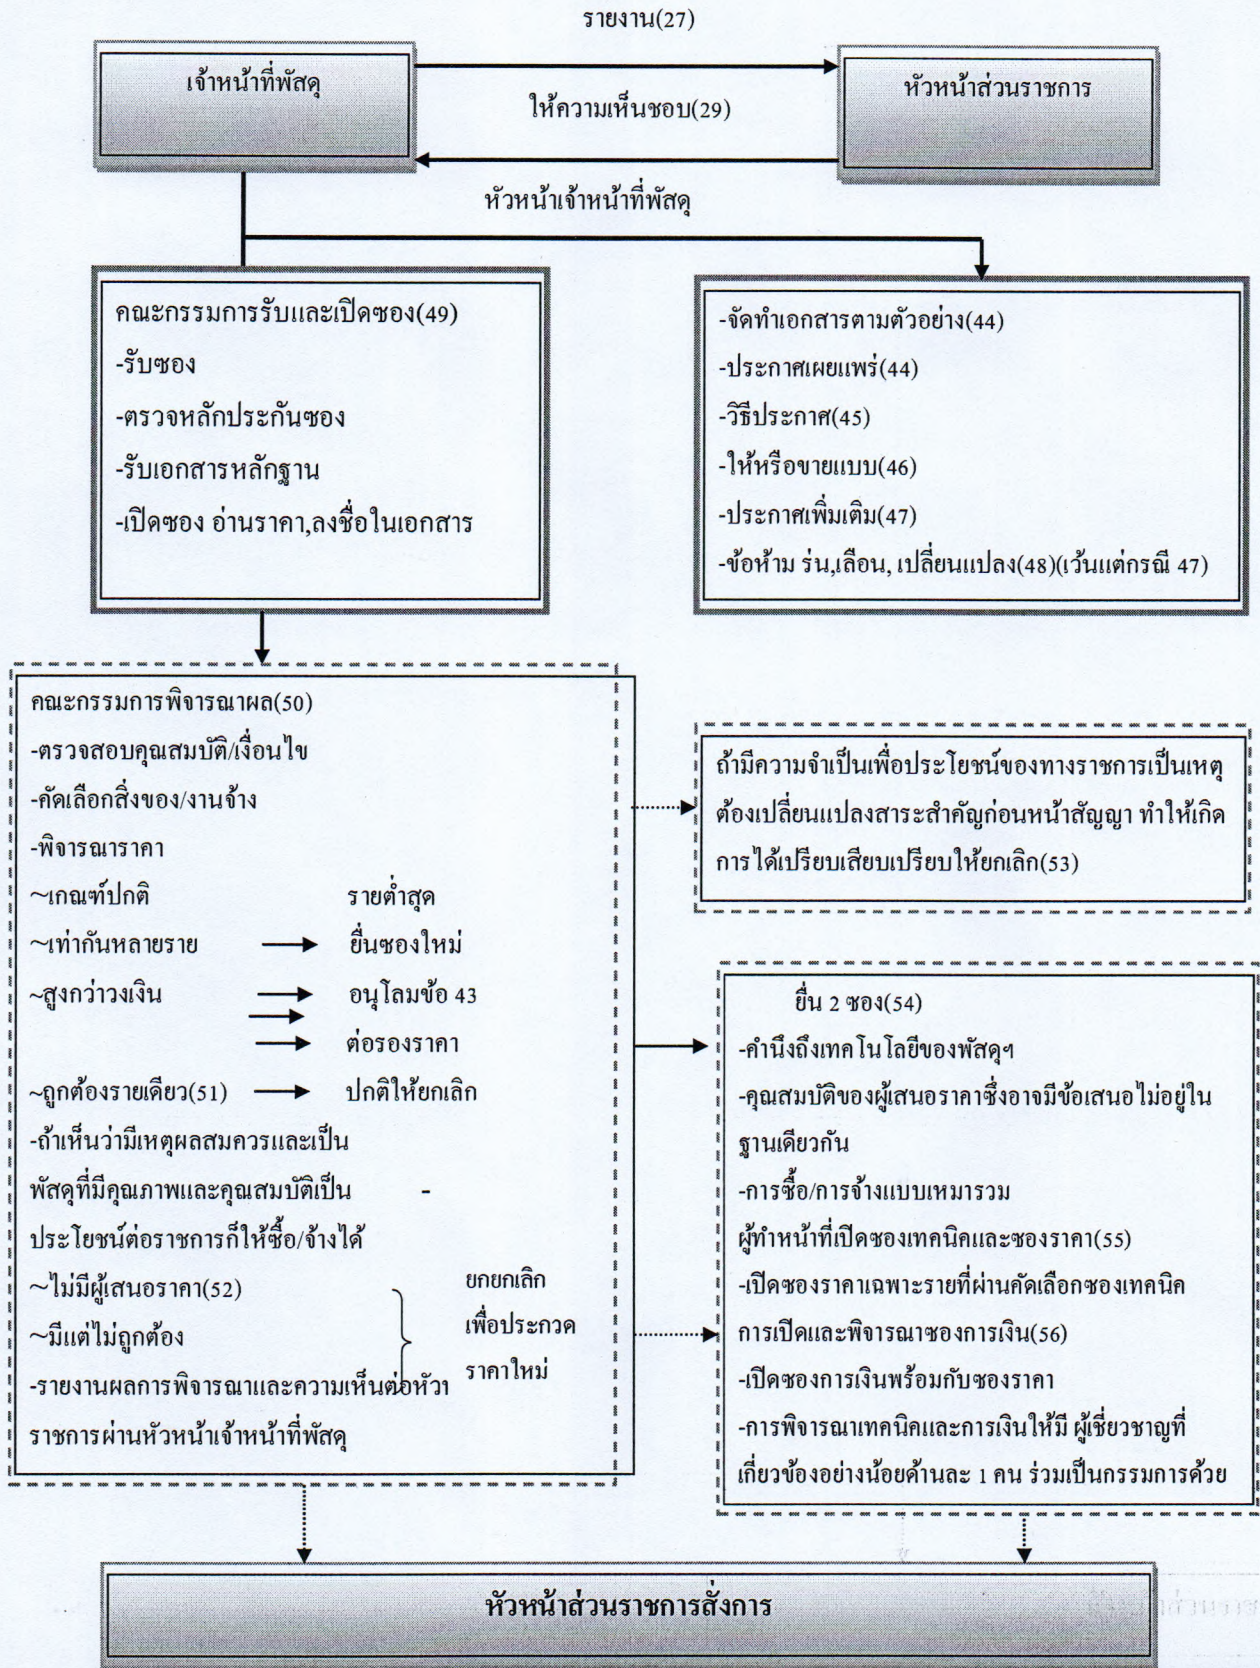 รายงาน(27)
เจ้าหน้าที่พัสดุ
หัวหน้าส่วนราชการ
ให้ความเห็นชอบ(29)
หัวหน้าเจ้าหน้าที่พัสดุ
คณะกรรมการรับและเปิดซอง(49)
-รับซอง
-ตรวจหลักประกันซอง
-รับเอกสารหลักฐาน
-เปิดซอง อ่านราคา,ลงชื่อในเอกสาร
-จัดทำเอกสารตามตัวอย่าง(44)
-ประกาศเผยแพร่(44)
-วิธีประกาศ(45)
-ให้หรือขายแบบ(46)
-ประกาศเพิ่มเติม(47)
-ข้อห้าม ร่น,เลือน, เปลี่ยนแปลง(48)(เว้นแต่กรณี 47)
คณะกรรมการพิจารณาผล(50)
-ตรวจสอบคุณสมบัติ/เงื่อนไข
-คัดเลือกสิ่งของ/งานจ้าง
-พิจารณาราคา
~เกณฑ์ปกติ รายต่ำสุด
~เท่ากันหลายราย ยื่นซองใหม่
~สูงกว่าวงเงิน อนุโลมข้อ 43
ต่อรองราคา
~ถูกต้องรายเดียว(51) ปกติให้ยกเลิก
-ถ้าเห็นว่ามีเหตุผลสมควรและเป็น
พัสดุที่มีคุณภาพและคุณสมบัติเป็น -
ประโยชน์ต่อราชการก็ให้ซื้อ/จ้างได้
~ไม่มีผู้เสนอราคา(52)
~มีแต่ไม่ถูกต้อง
ยกยกเลิก
เพื่อประกวด
ราคาใหม่
-รายงานผลการพิจารณาและความเห็นต่อหัวา
ราชการผ่านหัวหน้าเจ้าหน้าที่พัสดุ
ถ้ามีความจำเป็นเพื่อประโยชน์ของทางราชการเป็นเหตุ
ต้องเปลี่ยนแปลงสาระสำคัญก่อนหน้าสัญญา ทำให้เกิด
การได้เปรียบเสียบเปรียบให้ยกเลิก(53)
ยื่น 2 ซอง(54)
-คำนึงถึงเทคโนโลยีของพัสดุฯ
-คุณสมบัติของผู้เสนอราคาซึ่งอาจมีข้อเสนอไม่อยู่ใน
ฐานเดียวกัน
-การซื้อ/การจ้างแบบเหมารวม
ผู้ทำหน้าที่เปิดซองเทคนิคและซองราคา(55)
-เปิดซองราคาเฉพาะรายที่ผ่านคัดเลือกซองเทคนิค
การเปิดและพิจารณาซองการเงิน(56)
-เปิดซองการเงินพร้อมกับซองราคา
-การพิจารณาเทคนิคและการเงินให้มี ผู้เชี่ยวชาญที่
เกี่ยวข้องอย่างน้อยด้านละ 1 คน ร่วมเป็นกรรมการด้วย
หัวหน้าส่วนราชการสั่งการ